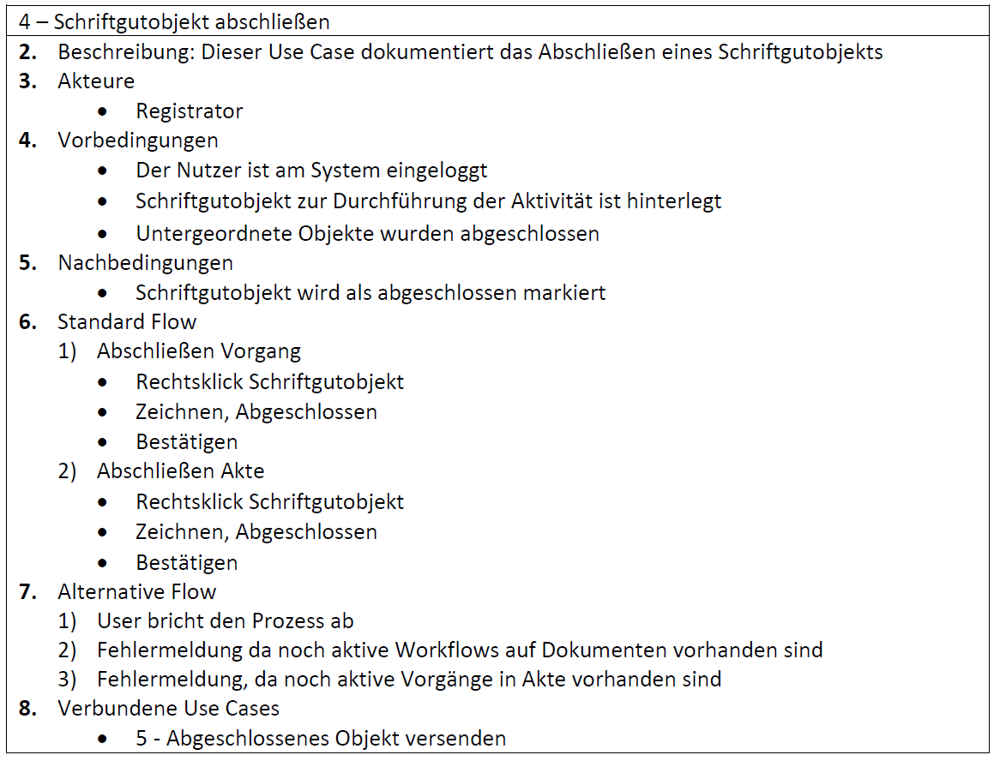 4 – Schriftgutobjekt abschließen
2. Beschreibung: Dieser Use Case dokumentiert das Abschließen eines Schriftgutobjekts
3. Akteure
• Registrator
4. Vorbedingungen
• Der Nutzer ist am System eingeloggt
• Schriftgutobjekt zur Durchführung der Aktivität ist hinterlegt
• Untergeordnete Objekte wurden abgeschlossen
5. Nachbedingungen
• Schriftgutobjekt wird als abgeschlossen markiert
6. Standard Flow
1) Abschließen Vorgang
• Rechtsklick Schriftgutobjekt
• Zeichnen, Abgeschlossen
• Bestätigen
2) Abschließen Akte
• Rechtsklick Schriftgutobjekt
• Zeichnen, Abgeschlossen
• Bestätigen
7. Alternative Flow
1) User bricht den Prozess ab
2) Fehlermeldung da noch aktive Workflows auf Dokumenten vorhanden sind
3) Fehlermeldung, da noch aktive Vorgänge in Akte vorhanden sind
8. Verbundene Use Cases
• 5 - Abgeschlossenes Objekt versenden